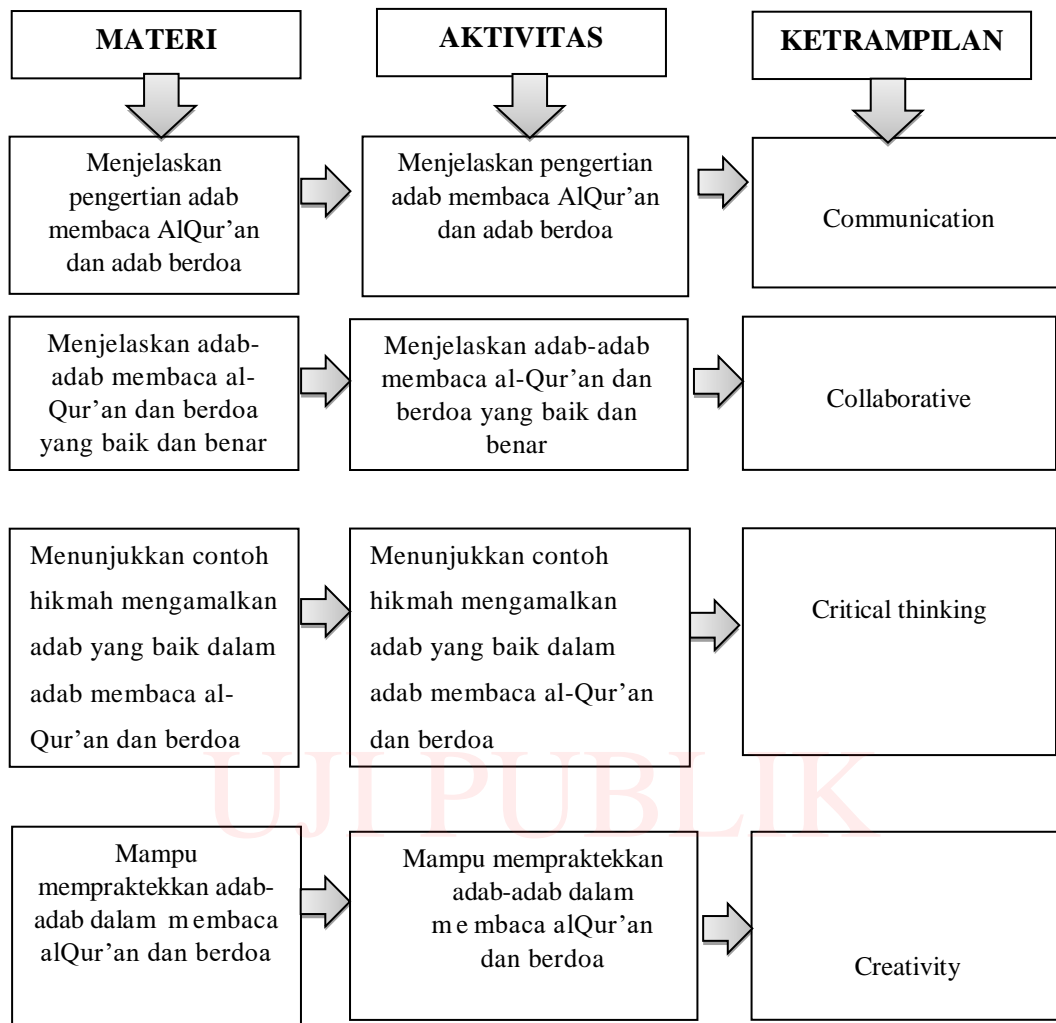 MATERI
AKTIVITAS
KETRAMPILAN
Menjelaskan
pengertian adab
membaca AlQur’an
dan adab berdoa
Menjelaskan pengertian
adab membaca AlQur’an
dan adab berdoa
Communication
Menjelaskan adab-
adab membaca al-
Qur’an dan berdoa
yang baik dan benar
Menjelaskan adab-adab
membaca al-Qur’an dan
berdoa yang baik dan
benar
Collaborative
Menunjukkan contoh
hikmah mengamalkan
adab yang baik dalam
adab membaca al-
Qur’an dan berdoa
Menunjukkan contoh
hikmah mengamalkan
adab yang baik dalam
adab membaca al-Qur’an
dan berdoa
Critical thinking
UJI PUBLIK
Mampu
mempraktekkan adab-
adab dalam membaca
alQur’an dan berdoa
Mampu mempraktekkan
adab-adab dalam
membaca alQur’an
dan berdoa
Creativity